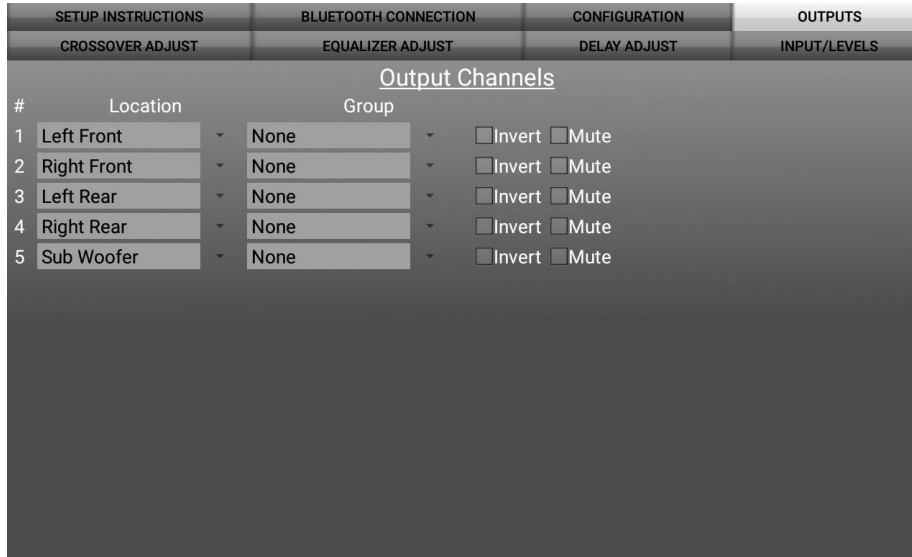 SETUP INSTRUCTIONS BLUETOOTH CONNECTION CONFIGURATION OUTPUTS
CROSSOVER ADJUST EQUALIZER ADJUST DELAY ADJUST INPUT/LEVELS
Output Channels
# Location Group
1 Left Front None Invert Mute
2 Right Front None Invert Mute
3 Left Rear None Invert Mute
4 Right Rear None Invert Mute
5 Sub Woofer None Invert Mute